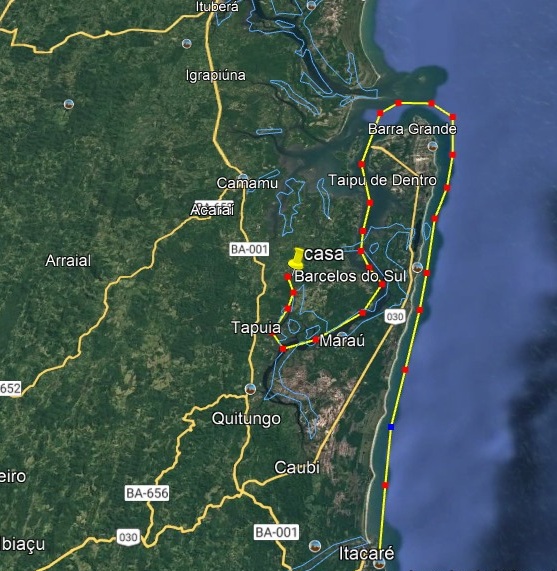 Ituberá
Igrapiúna
Barra Grande
Camamu
Taipu de Dentro
Acaraí
BA-001
casa
Arraial
Barcelos do Sul
030
Tapuia
Maraú
652
Quitungo
Caubi
BA-656
eiro
BA-001
030
biaçu
Itacaré